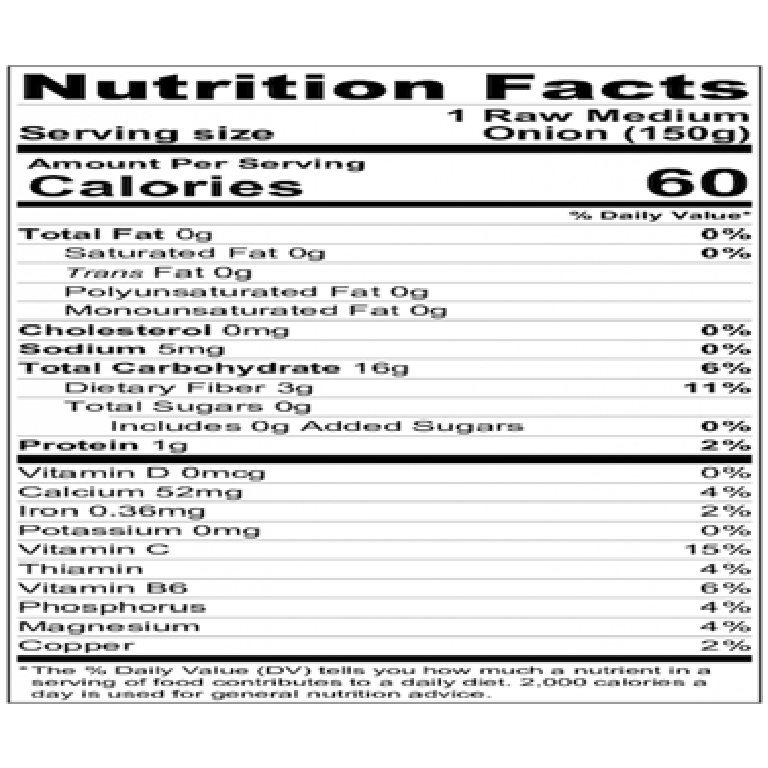 Nutrition Facts
1 Raw Medium
Serving size Onion (150g)
Amount Per Serving
Calories 60
% Daily Value*
Total Fat 0g 0%
Saturated Fat 0g 0%
Trans Fat 0g
Polyunsaturated Fat 0g
Monounsaturated Fat 0g
Cholesterol 0mg 0%
Sodium 5mg 0%
Total Carbohydrate 16g 6%
Dietary Fiber 3g 11%
Total Sugars 0g
Includes 0g Added Sugars 0%
Protein 1g 2%
Vitamin D 0mcg 0%
Calcium 52mg 4%
Iron 0.36mg 2%
Potassium 0mg 0%
Vitamin C 15%
Thiamin 4%
Vitamin B6 6%
Phosphorus 4%
Magnesium 4%
Copper 2%
*The % Daily Value (DV) tells you how much a nutrient in a
serving of food contributes to a daily diet. 2,000 calories a
day is used for general nutrition advice.